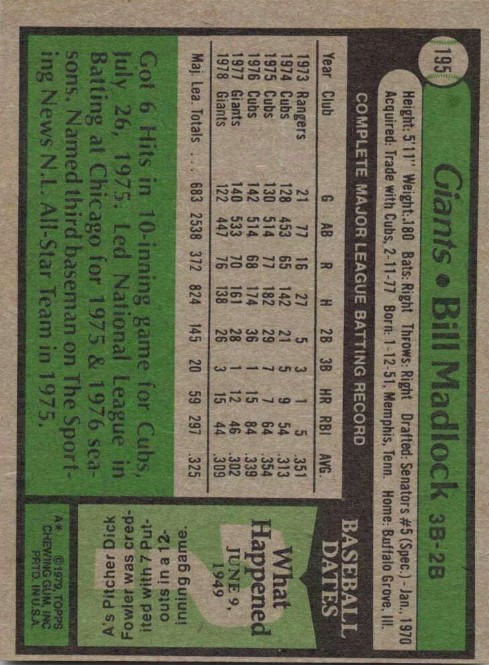 195
Giants • Bill Madlock 3B-2B
Height: 5'11" Weight: 180 Bats: Right Throws: Right Drafted: Senators #5 (Spec.)-Jan., 1970
Acquired: Trade with Cubs, 2-11-77 Born: 1-12-51, Memphis, Tenn. Home: Buffalo Grove, Ill.
COMPLETE MAJOR LEAGUE BATTING RECORD
Year Club G AB R H 2B 3B HR RBI AVG
1973 Rangers 21 77 16 27 5 3 1 5 .351
1974 Cubs 128 453 65 142 21 5 9 54 .313
1975 Cubs 130 514 77 182 29 7 7 64 .354
1976 Cubs 142 514 68 174 36 1 15 84 .339
1977 Giants 140 533 70 161 28 1 12 46 .302
1978 Giants 122 447 76 138 26 3 15 44 .309
Maj. Lea. Totals . . . 683 2538 372 824 145 20 59 297 .325
Got 6 Hits in 10-inning game for Cubs,
July 26, 1975. Led National League in
Batting at Chicago for 1975 & 1976 sea-
sons. Named third baseman on The Sport-
ing News N.L. All-Star Team in 1975.
BASEBALL
DATES
What
Happened
JUNE 9,
1949
?
A's Pitcher Dick
Fowler was cred-
ited with 7 Put-
outs in a 12-
inning game.
A* ©1979 TOPPS
CHEWING GUM, INC
PRTD. IN U.S.A.